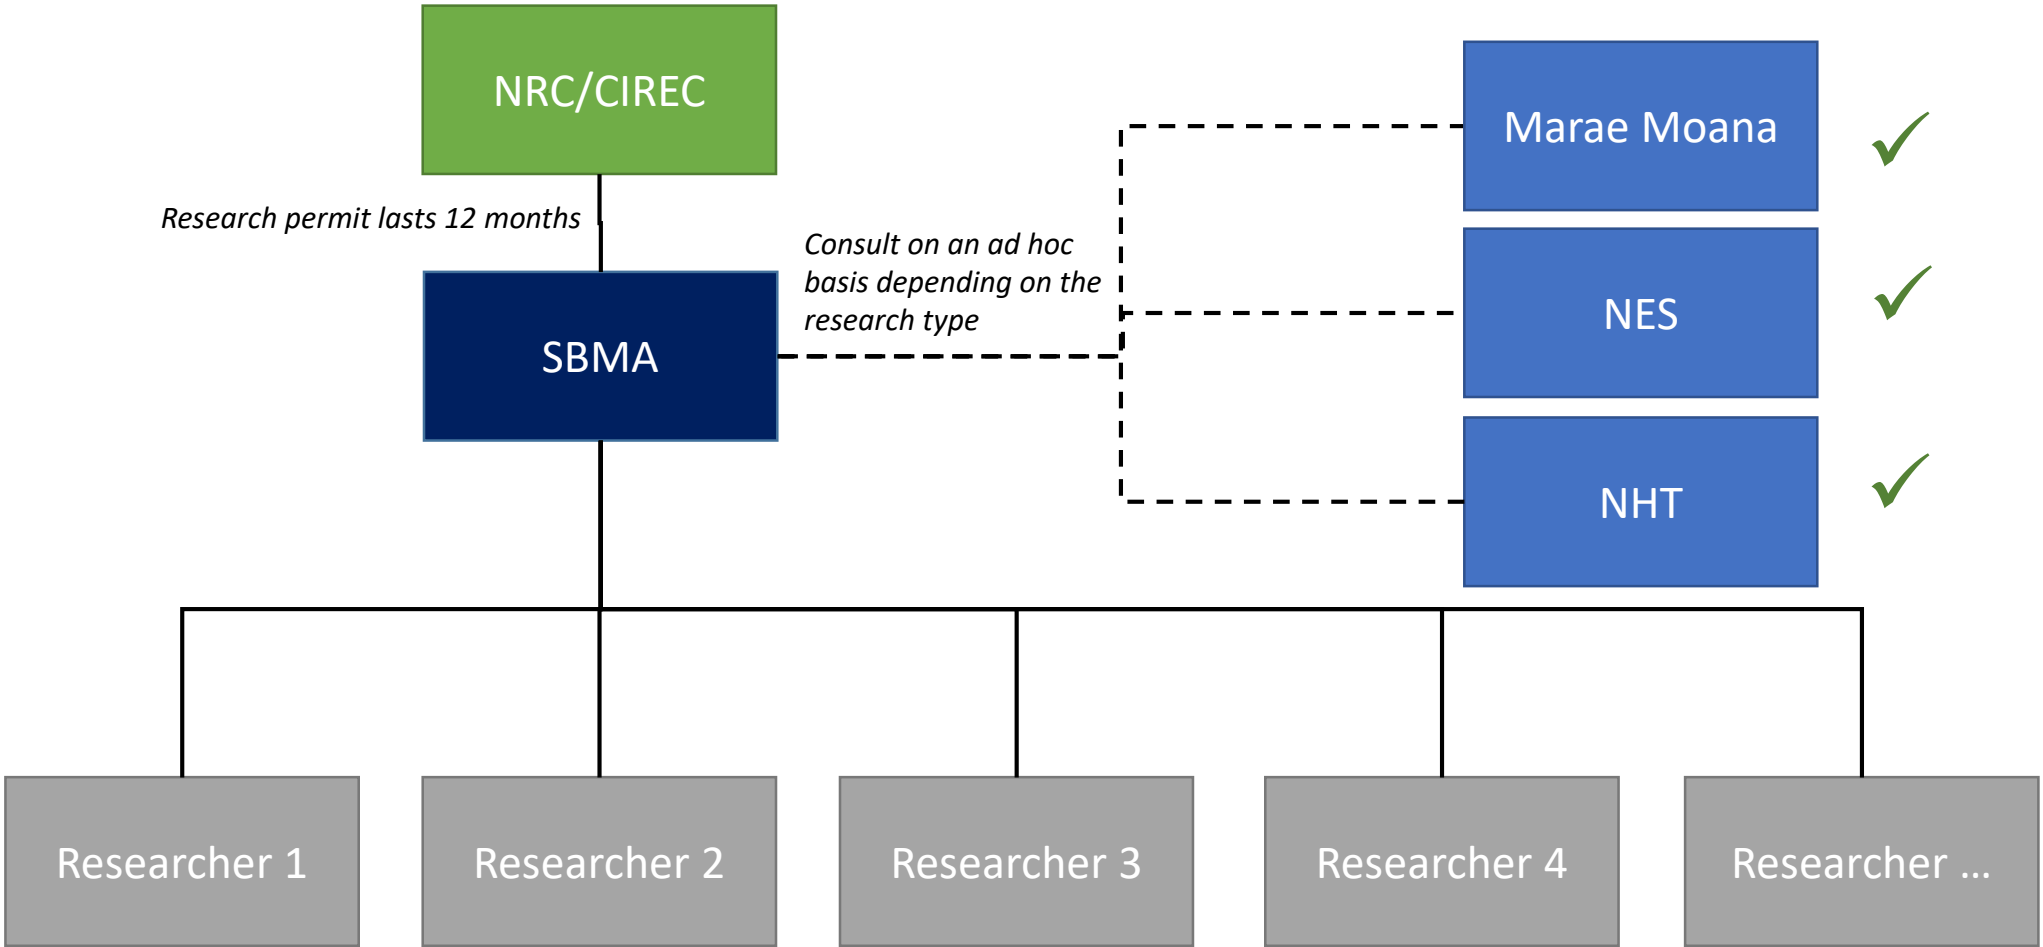 NRC/CIREC
Marae Moana
Research permit lasts 12 months
Consult on an ad hoc
basis depending on the
research type
NES
SBMA
NHT
Researcher 1
Researcher 2
Researcher 3
Researcher 4
Researcher ...